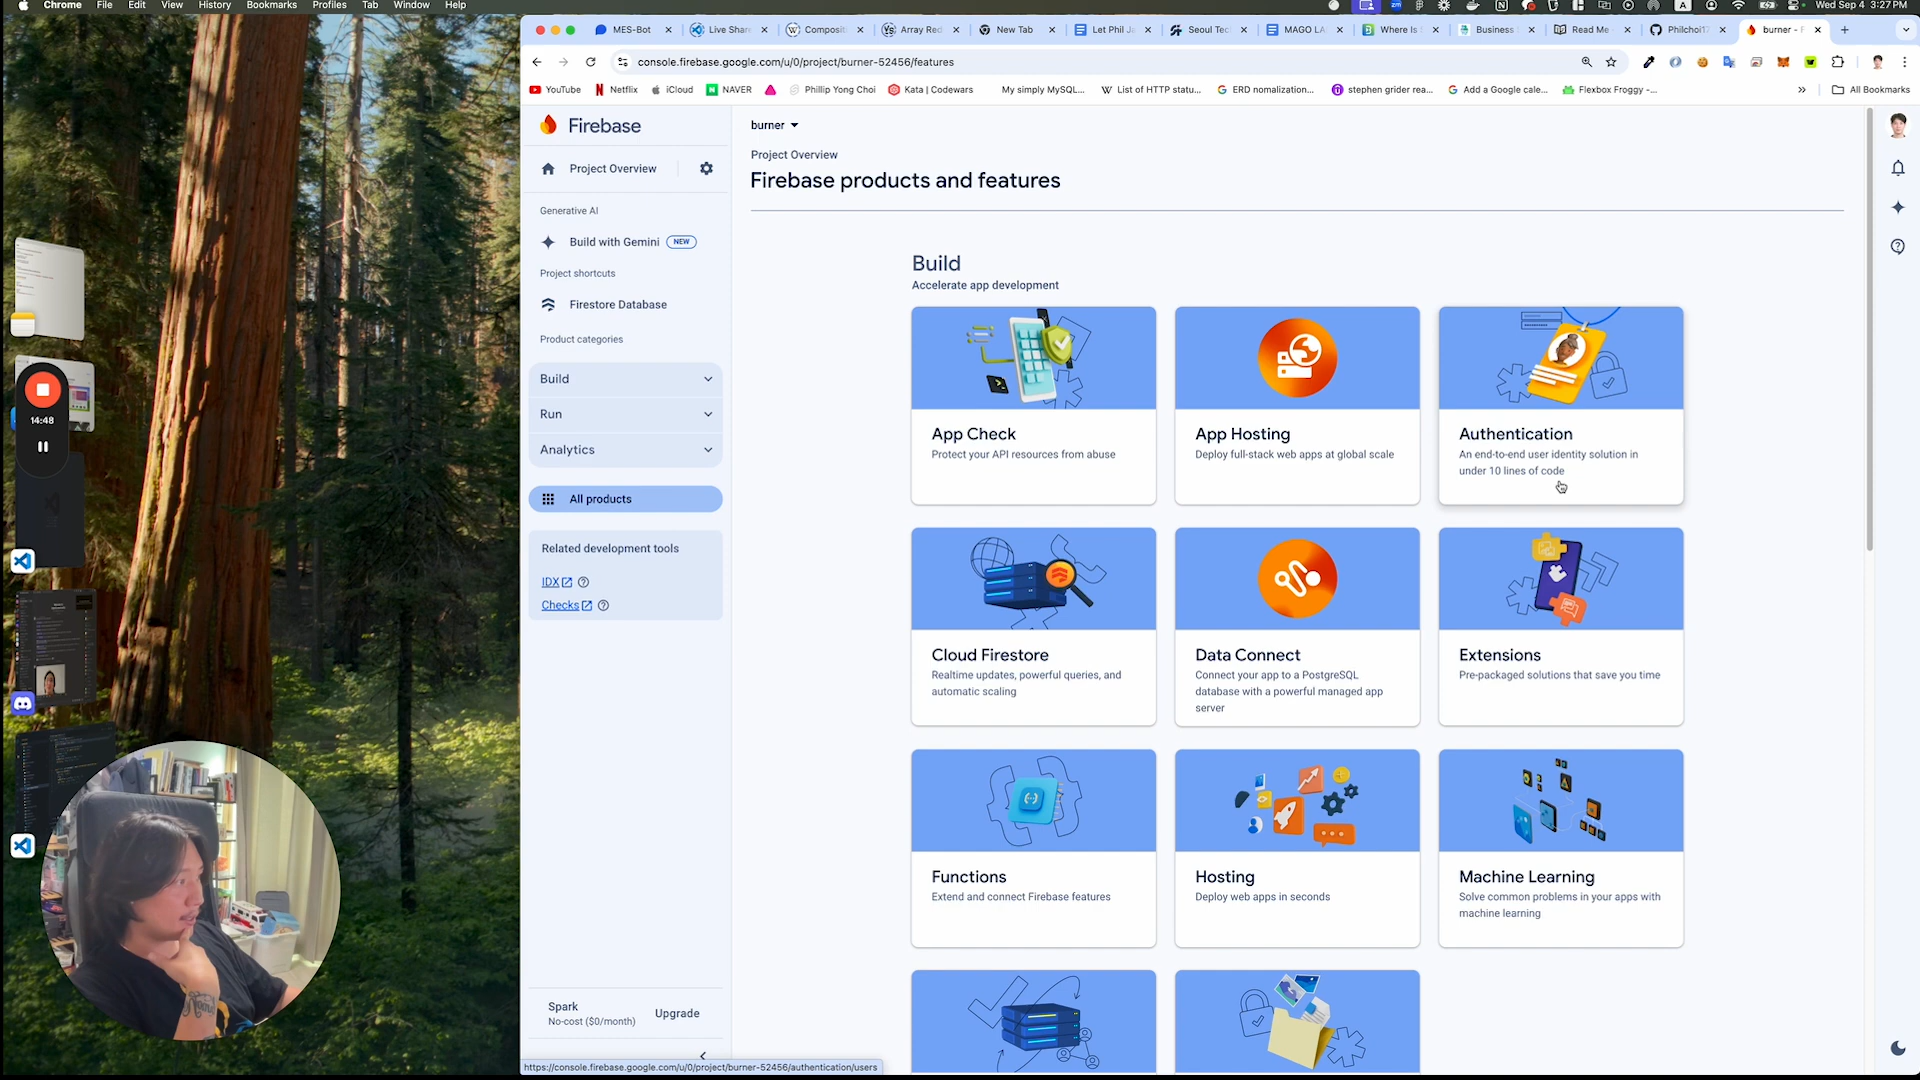 Chrome File Edit View History Bookmarks Profiles Tab Window Help
Wed Sep 4 3:27 PM
MES-Bot
Live Shar
Composit
Array Red
New Tab
Let Phil J
Seoul Tec
MAGO LA
Where Is
Business
Read Me
Philchoi1
burner - F
console.firebase.google.com/u/0/project/burner-52456/features
YouTube
Netflix
iCloud
NAVER
Phillip Yong Choi
Kata | Codewars
My simply MySQL...
List of HTTP statu...
ERD nomalization...
stephen grider rea...
Add a Google cale...
Flexbox Froggy -...
»
All Bookmarks
Firebase
Project Overview
Generative AI
Build with Gemini NEW
Project shortcuts
Firestore Database
Product categories
Build
Run
Analytics
All products
Related development tools
IDX
Checks
Spark
No-cost ($0/month)
Upgrade
burner
Project Overview
Firebase products and features
Build
Accelerate app development
App Check
Protect your API resources from abuse
App Hosting
Deploy full-stack web apps at global scale
Authentication
An end-to-end user identity solution in
under 10 lines of code
Cloud Firestore
Realtime updates, powerful queries, and
automatic scaling
Data Connect
Connect your app to a PostgreSQL
database with a powerful managed app
server
Extensions
Pre-packaged solutions that save you time
Functions
Extend and connect Firebase features
Hosting
Deploy web apps in seconds
Machine Learning
Solve common problems in your apps with
machine learning
14:48
https://console.firebase.google.com/u/0/project/burner-52456/authentication/users